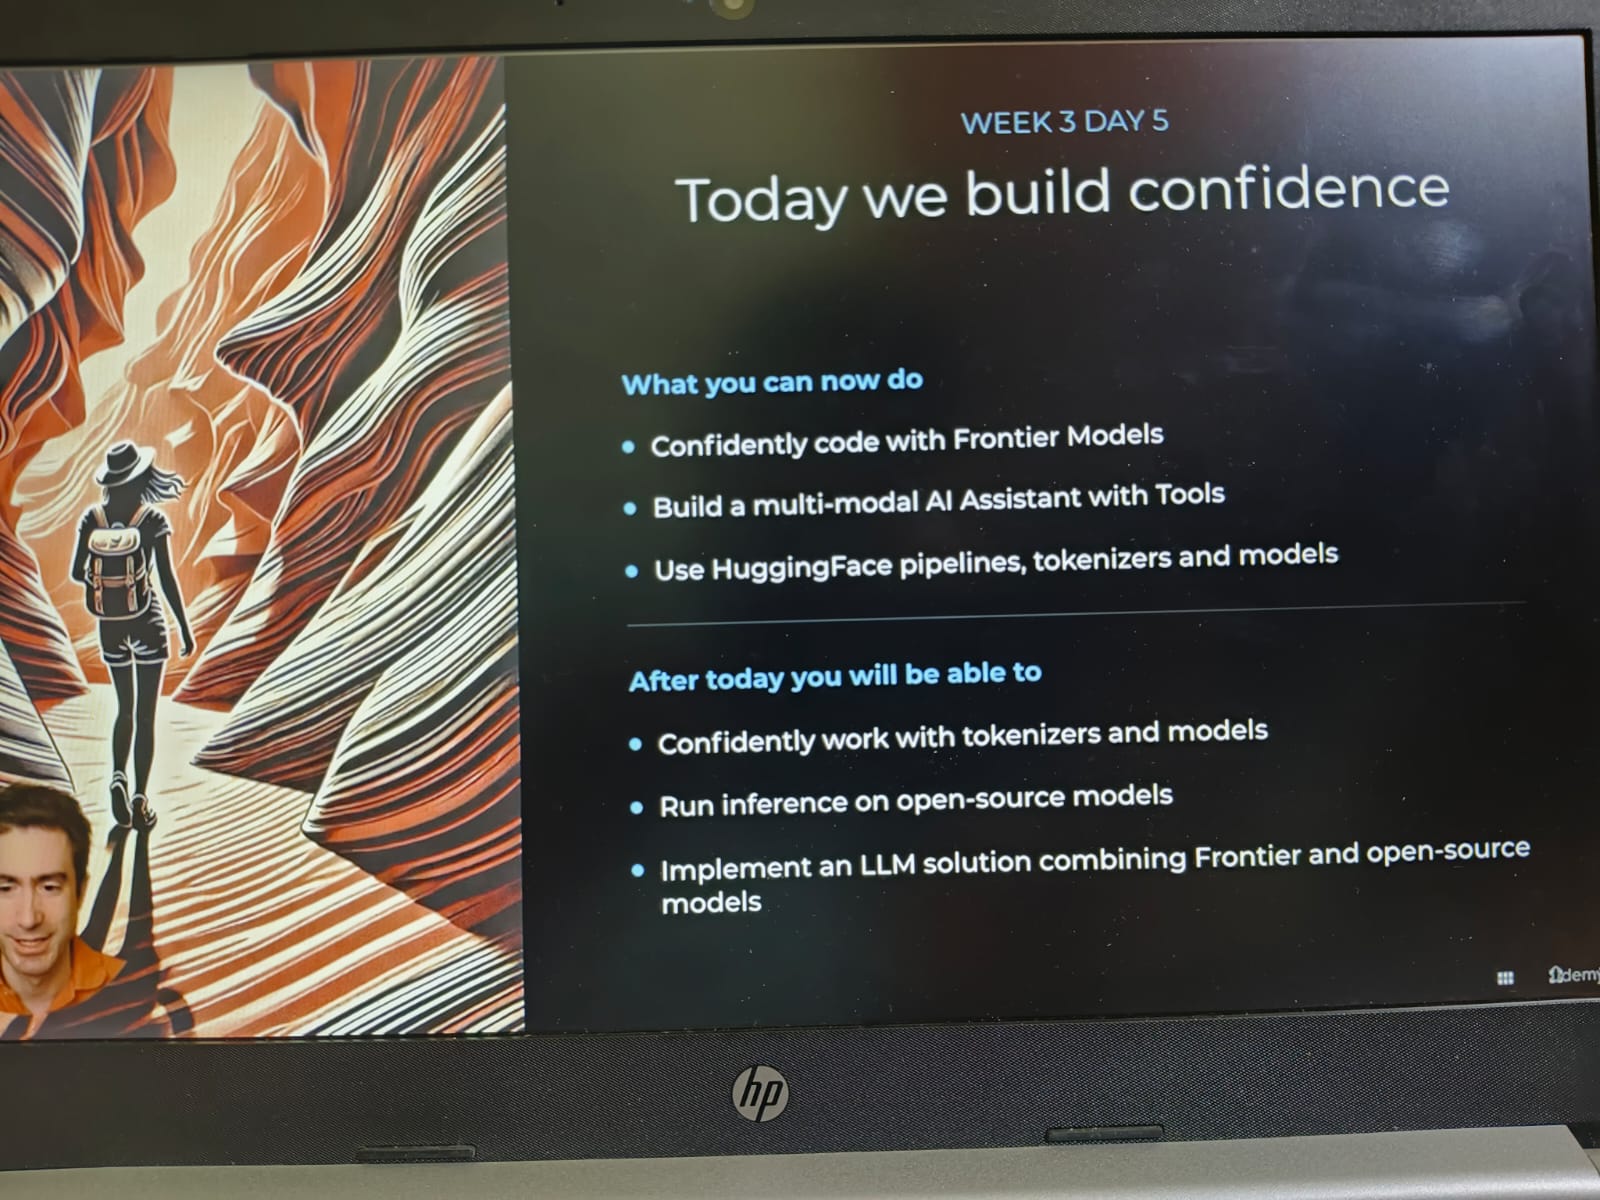 WEEK 3 DAY 5
Today we build confidence
What you can now do
• Confidently code with Frontier Models
• Build a multi-modal AI Assistant with Tools
• Use HuggingFace pipelines, tokenizers and models
After today you will be able to
• Confidently work with tokenizers and models
• Run inference on open-source models
• Implement an LLM solution combining Frontier and open-source
models
hp